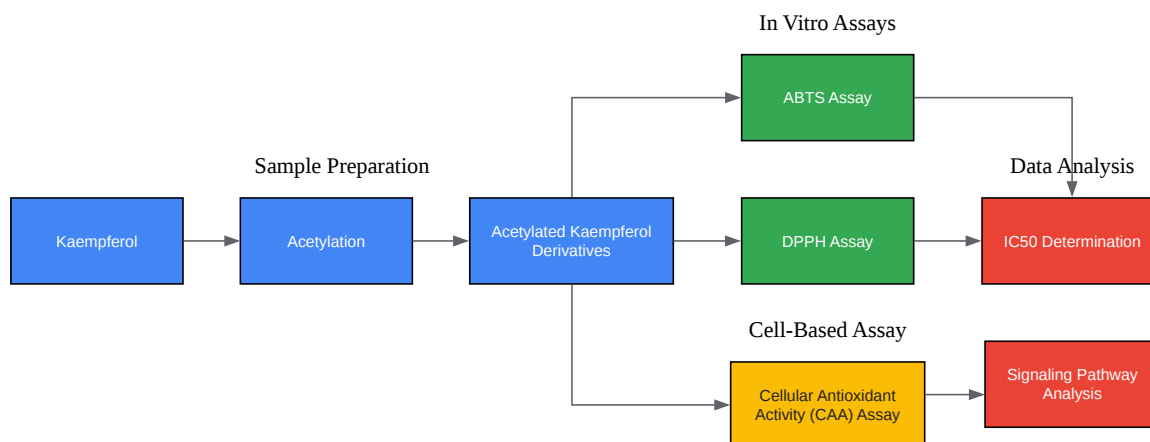 In Vitro Assays
ABTS Assay
Sample Preparation
Data Analysis
Kaempferol
Acetylation
Acetylated Kaempferol
Derivatives
DPPH Assay
IC50 Determination
Cell-Based Assay
Cellular Antioxidant
Activity (CAA) Assay
Signaling Pathway
Analysis